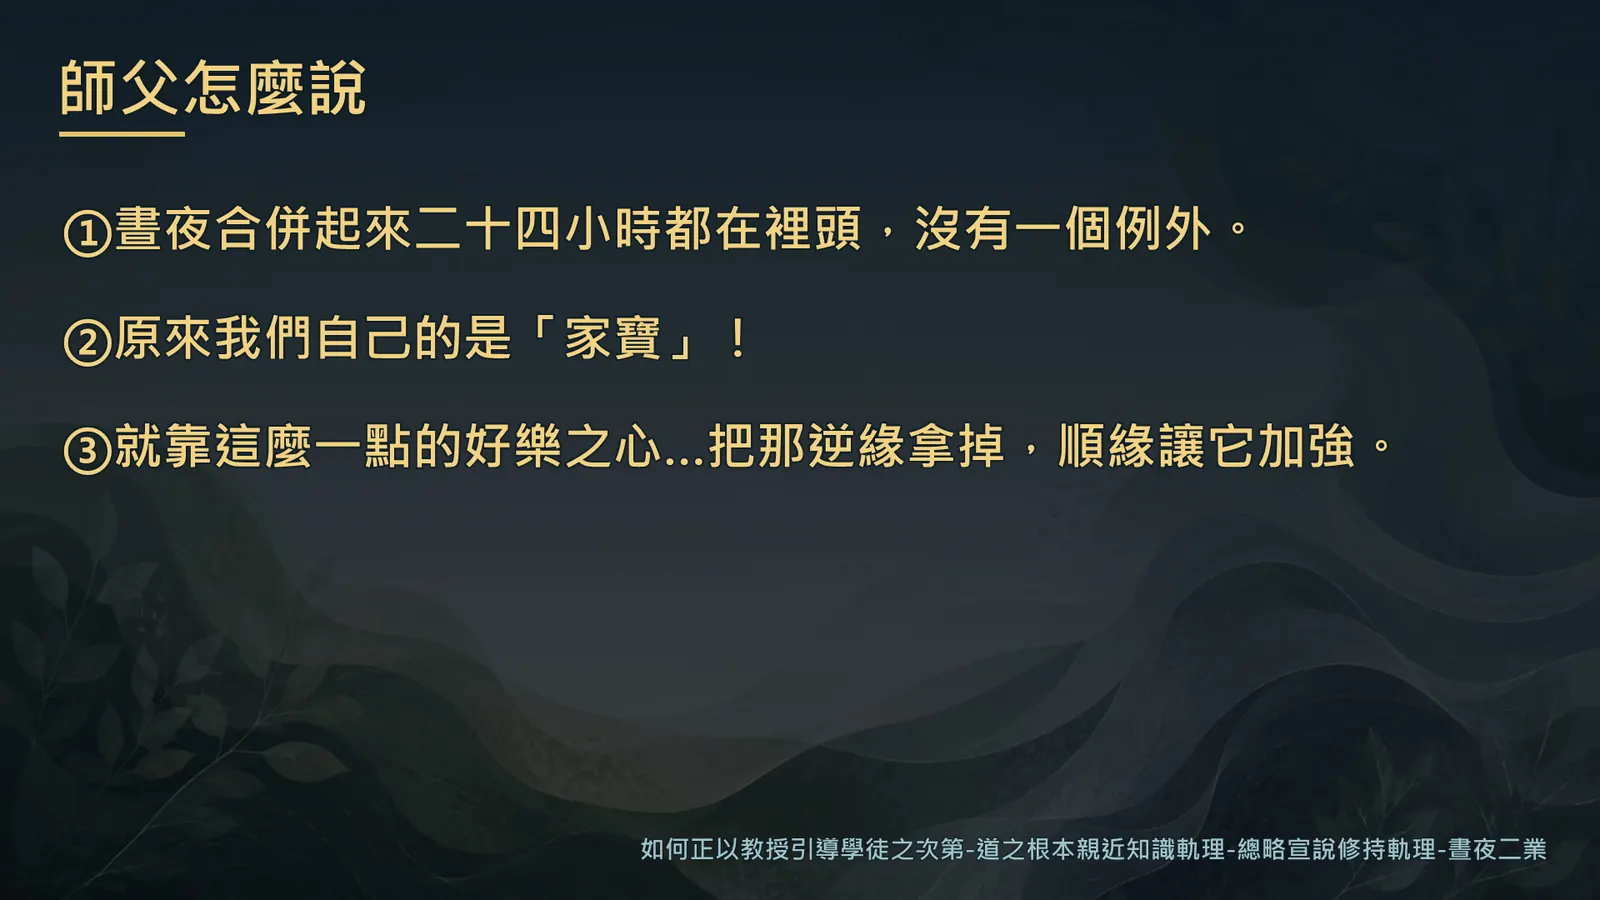 師父怎麼說
①晝夜合併起來二十四小時都在裡頭，沒有一個例外。
②原來我們自己的是「家寶」！
③就靠這麼一點的好樂之心...把那逆緣拿掉，順緣讓它加強。
如何正以教授引導學徒之次第-道之根本親近知識軌理-總略宣說修持軌理-晝夜二業